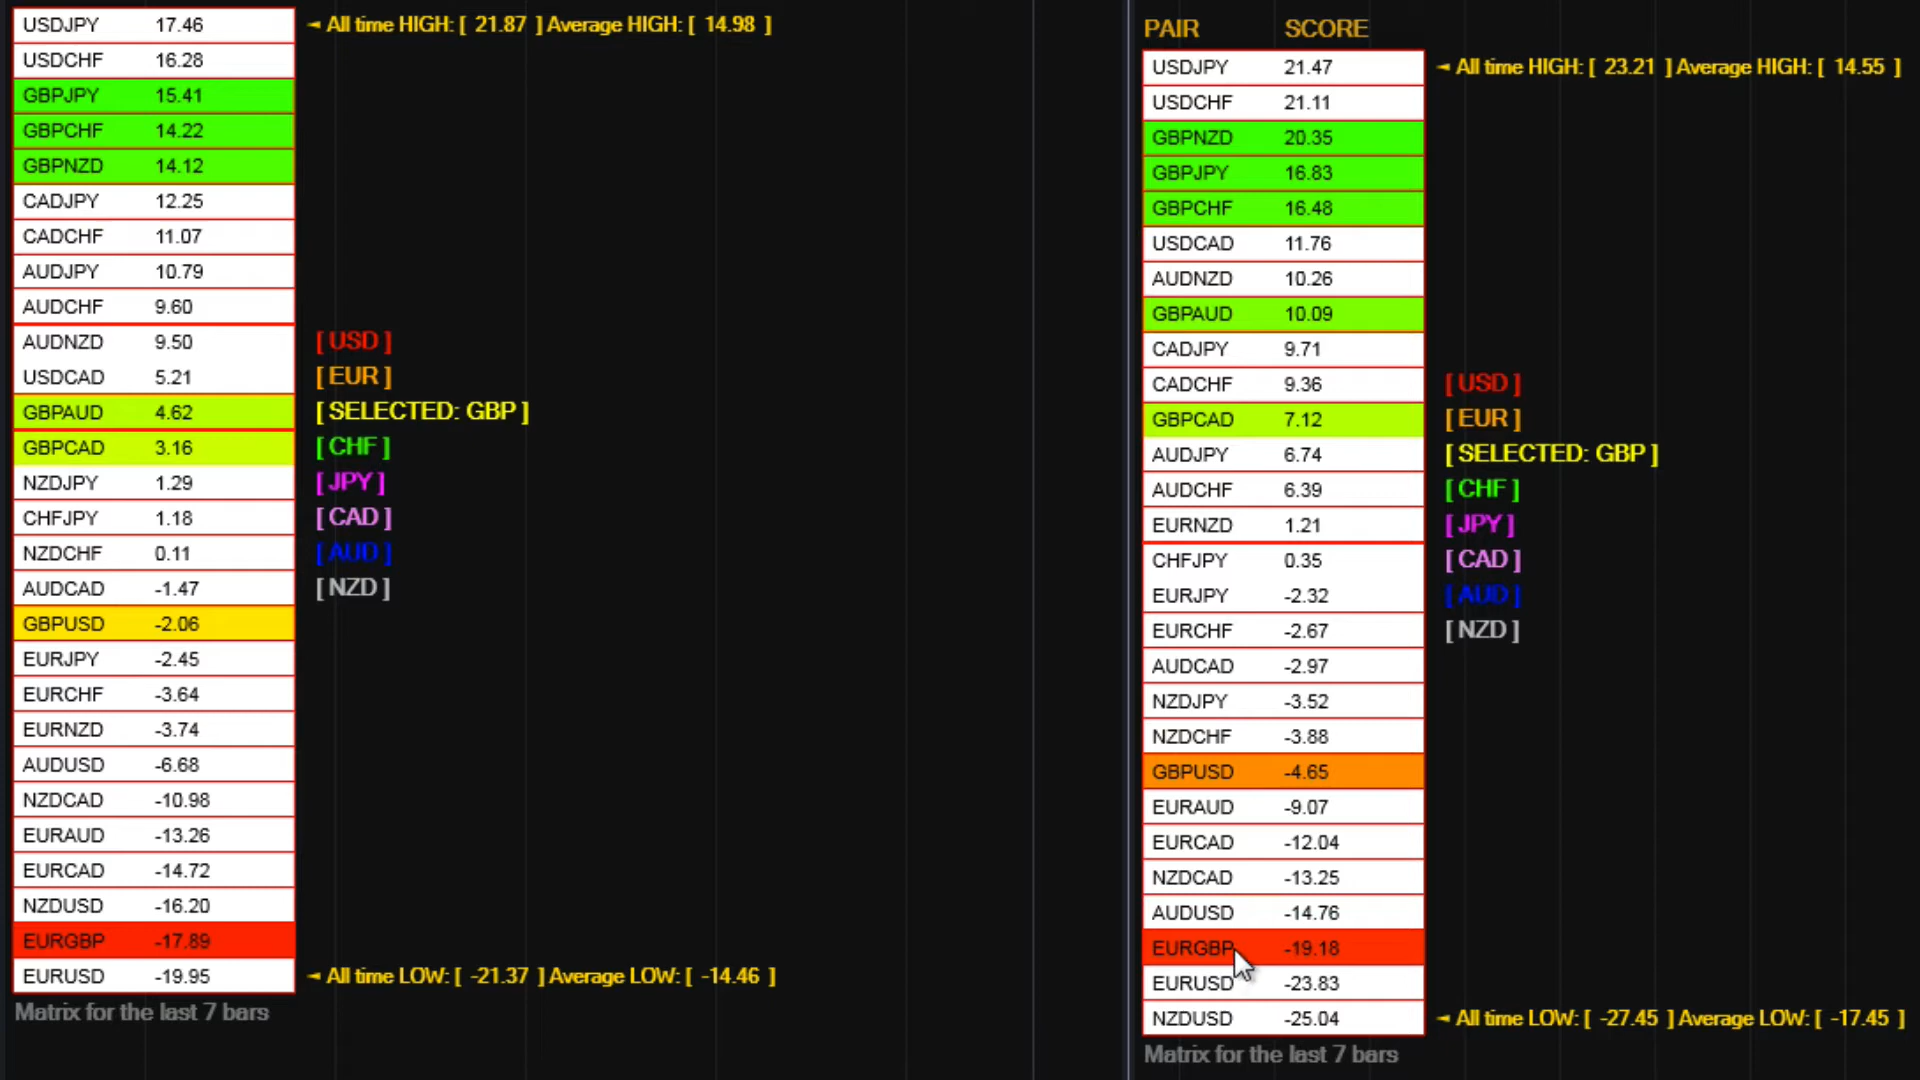 USDJPY 17.46 ◄ All time HIGH: [ 21.87 ] Average HIGH: [ 14.98 ]
USDCHF 16.28
GBPJPY 15.41
GBPCHF 14.22
GBPNZD 14.12
CADJPY 12.25
CADCHF 11.07
AUDJPY 10.79
AUDCHF 9.60
AUDNZD 9.50 [ USD ]
USDCAD 5.21 [ EUR ]
GBPAUD 4.62 [ SELECTED: GBP ]
GBPCAD 3.16 [ CHF ]
NZDJPY 1.29 [ JPY ]
CHFJPY 1.18 [ CAD ]
NZDCHF 0.11 [ AUD ]
AUDCAD -1.47 [ NZD ]
GBPUSD -2.06
EURJPY -2.45
EURCHF -3.64
EURNZD -3.74
AUDUSD -6.68
NZDCAD -10.98
EURAUD -13.26
EURCAD -14.72
NZDUSD -16.20
EURGBP -17.89
EURUSD -19.95 ◄ All time LOW: [ -21.37 ] Average LOW: [ -14.46 ]
Matrix for the last 7 bars
PAIR SCORE
USDJPY 21.47 ◄ All time HIGH: [ 23.21 ] Average HIGH: [ 14.55 ]
USDCHF 21.11
GBPNZD 20.35
GBPJPY 16.83
GBPCHF 16.48
USDCAD 11.76
AUDNZD 10.26
GBPAUD 10.09
CADJPY 9.71
CADCHF 9.36 [ USD ]
GBPCAD 7.12 [ EUR ]
AUDJPY 6.74 [ SELECTED: GBP ]
AUDCHF 6.39 [ CHF ]
EURNZD 1.21 [ JPY ]
CHFJPY 0.35 [ CAD ]
EURJPY -2.32 [ AUD ]
EURCHF -2.67 [ NZD ]
AUDCAD -2.97
NZDJPY -3.52
NZDCHF -3.88
GBPUSD -4.65
EURAUD -9.07
EURCAD -12.04
NZDCAD -13.25
AUDUSD -14.76
EURGBP -19.18
EURUSD -23.83
NZDUSD -25.04 ◄ All time LOW: [ -27.45 ] Average LOW: [ -17.45 ]
Matrix for the last 7 bars